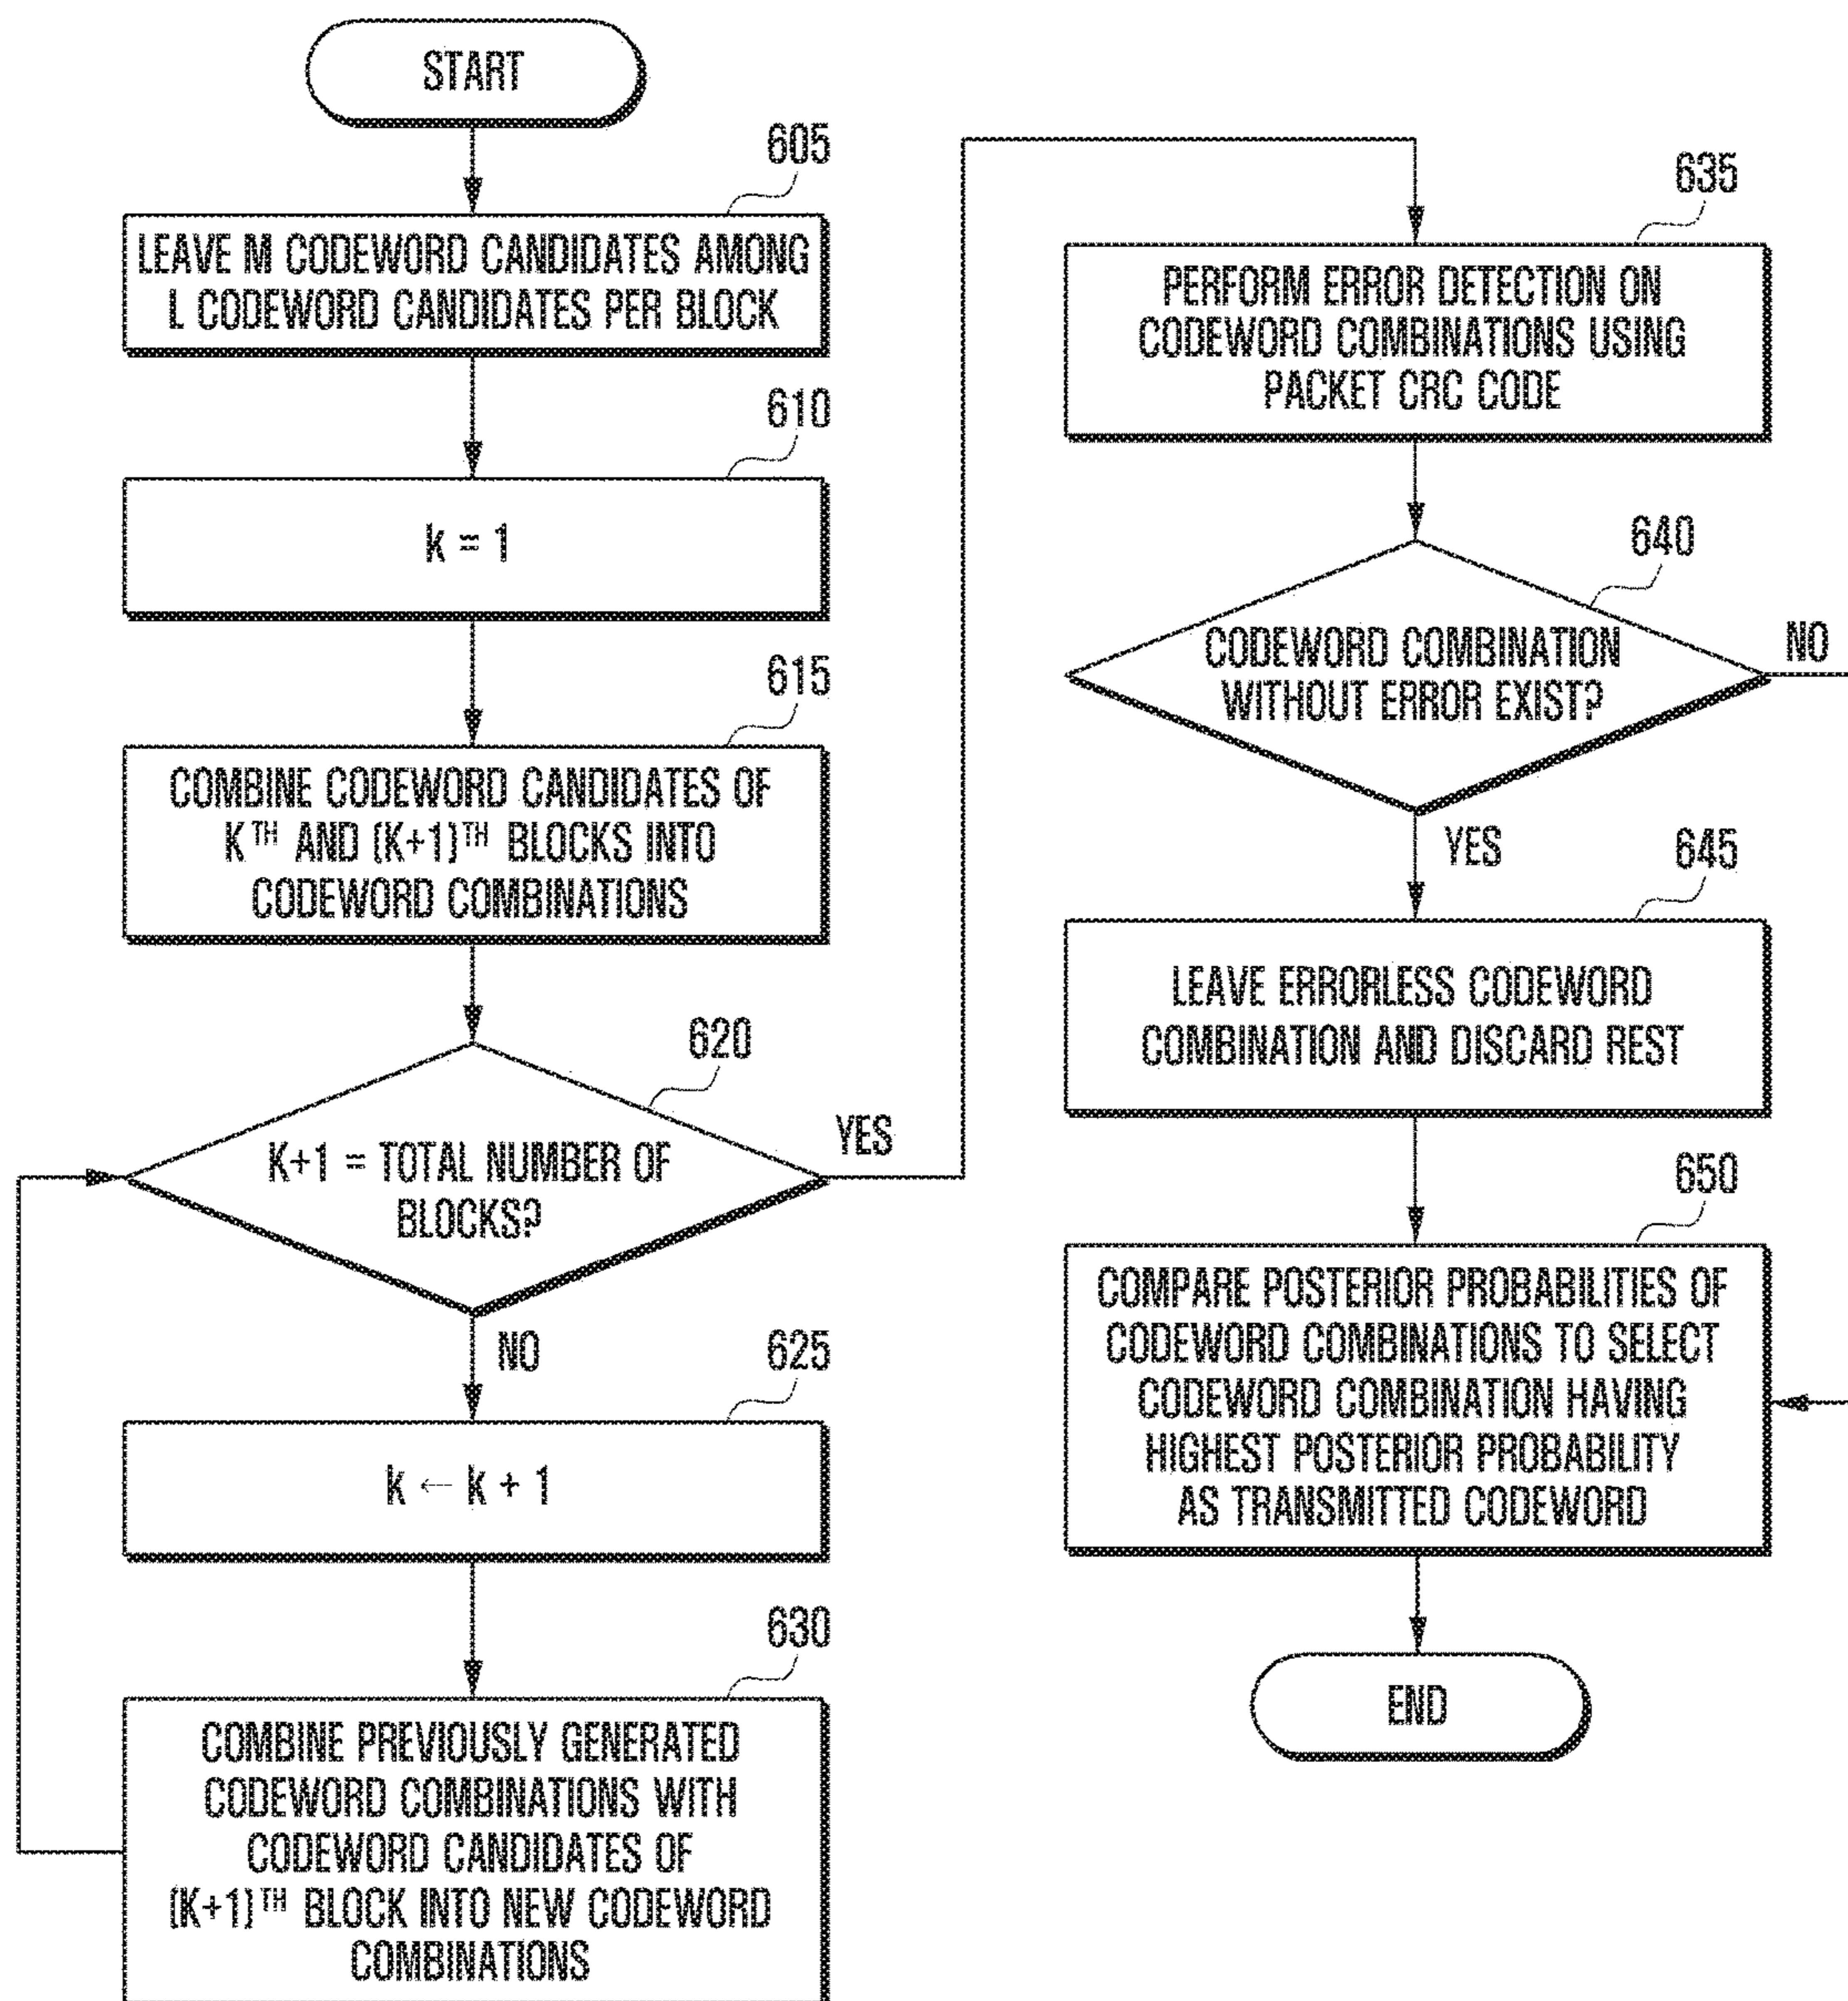 START
605
LEAVE M CODEWORD CANDIDATES AMONG
L CODEWORD CANDIDATES PER BLOCK
610
k = 1
615
COMBINE CODEWORD CANDIDATES OF
K TH AND (K+1)TH BLOCKS INTO
CODEWORD COMBINATIONS
620
K+1 = TOTAL NUMBER OF
BLOCKS?
YES
NO
625
k ← k + 1
630
COMBINE PREVIOUSLY GENERATED
CODEWORD COMBINATIONS WITH
CODEWORD CANDIDATES OF
(K+1)TH BLOCK INTO NEW CODEWORD
COMBINATIONS
635
PERFORM ERROR DETECTION ON
CODEWORD COMBINATIONS USING
PACKET CRC CODE
640
CODEWORD COMBINATION
WITHOUT ERROR EXIST?
NO
YES
645
LEAVE ERRORLESS CODEWORD
COMBINATION AND DISCARD REST
650
COMPARE POSTERIOR PROBABILITIES OF
CODEWORD COMBINATIONS TO SELECT
CODEWORD COMBINATION HAVING
HIGHEST POSTERIOR PROBABILITY
AS TRANSMITTED CODEWORD
END